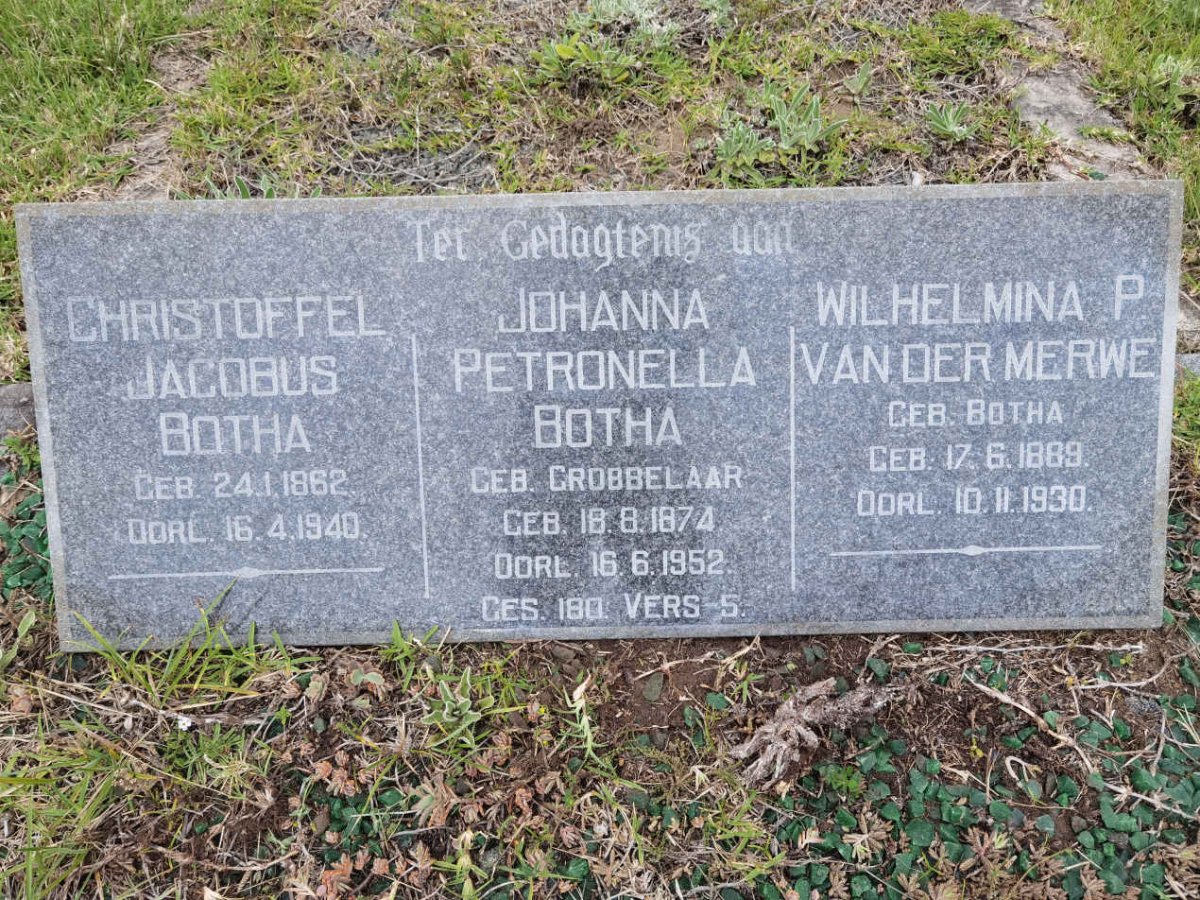 Ter Gedagtenis aan
CHRISTOFFEL
JACOBUS
BOTHA
GEB. 24.1.1862.
OORL. 16.4.1940.
JOHANNA
PETRONELLA
BOTHA
GEB. GROBBELAAR
GEB. 18.8.1874
OORL. 16.6.1952.
GES. 180. VERS 5.
WILHELMINA P.
VAN DER MERWE
GEB. BOTHA
GEB. 17.6.1889.
OORL. 10.11.1930.